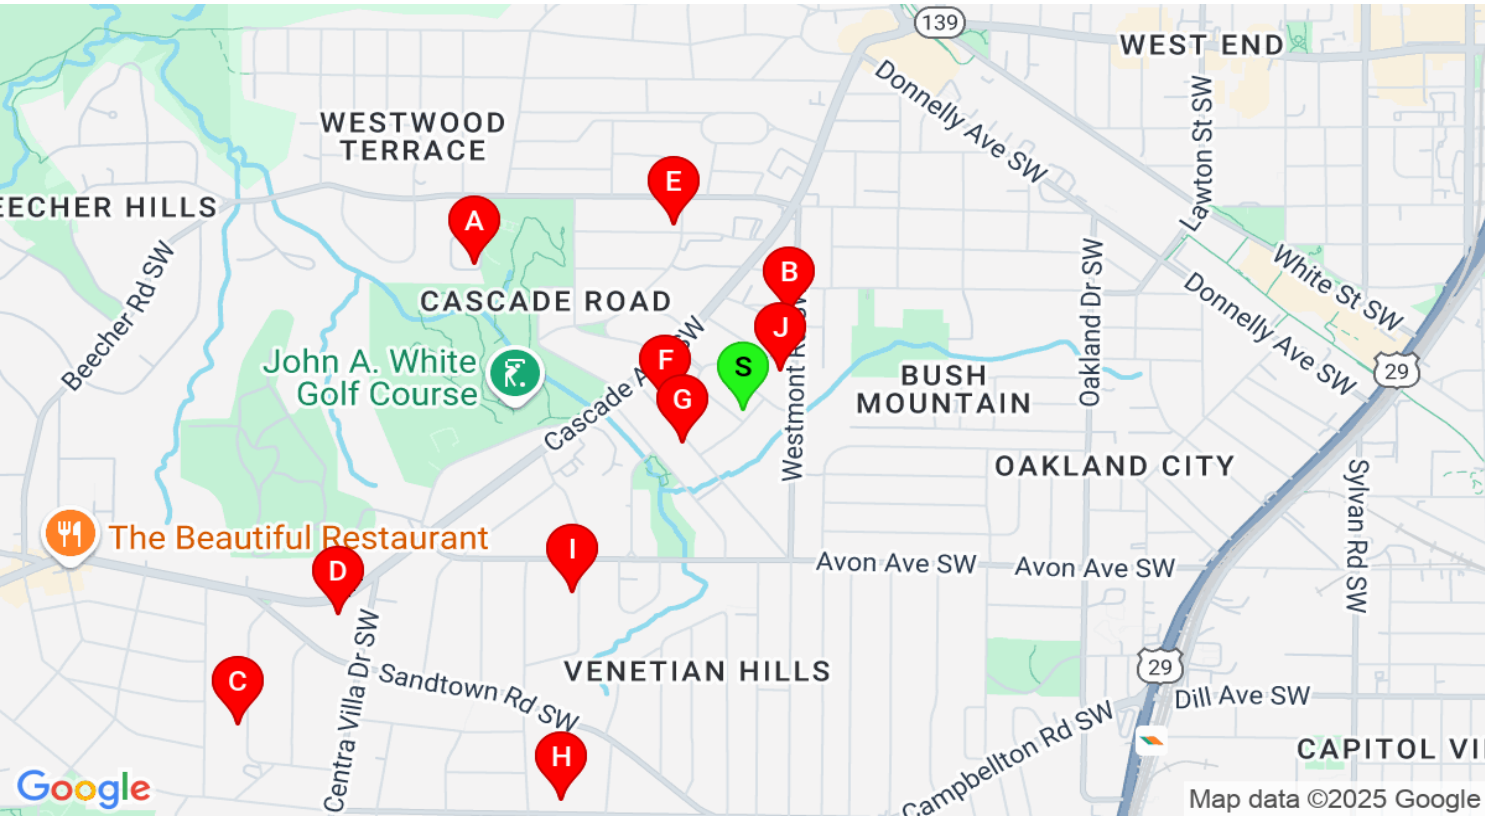 139
WEST END
Donnelly Ave SW
Lawton St SW
WESTWOOD
TERRACE
E
EECHER HILLS
A
Beecher Rd SW
B
White St SW
Oakland Dr SW
Donnelly Ave SW
CASCADE ROAD
J
John A. White
Golf Course
F
S
G
Cascade A
SW
Westmont R
SW
BUSH
MOUNTAIN
29
OAKLAND CITY
Sylvan Rd SW
The Beautiful Restaurant
I
D
Avon Ave SW
Avon Ave SW
C
Centra Villa Dr SW
Sandtown Rd SW
VENETIAN HILLS
29
Dill Ave SW
H
Campbellton Rd SW
CAPITOL VI
Google
Map data ©2025 Google